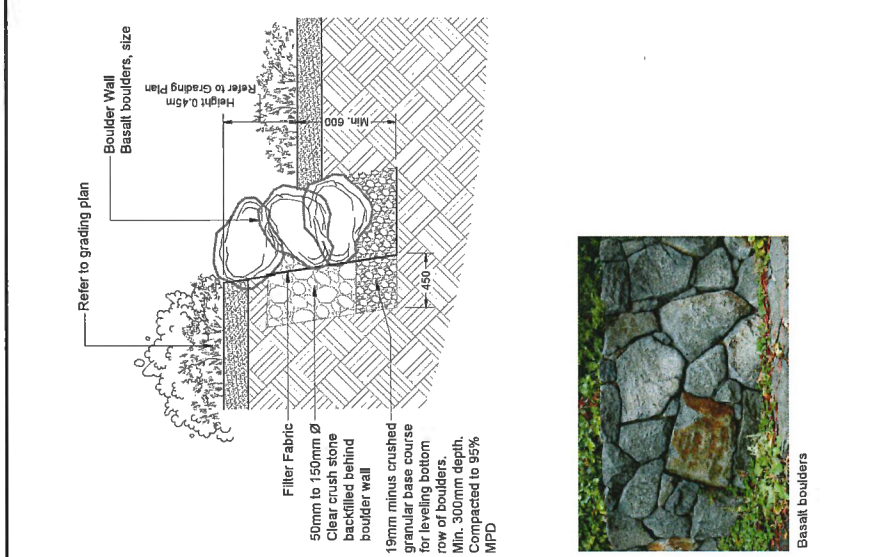 Refer to grading plan
Boulder Wall
Basalt boulders, size
Height 0.45m
Refer to Grading Plan
Min. 600
450
Filter Fabric
50mm to 150mm Ø
Clear crush stone
backfilled behind
boulder wall
19mm minus crushed
granular base course
for leveling bottom
row of boulders.
Min. 300mm depth.
Compacted to 95%
MPD
Basalt boulders